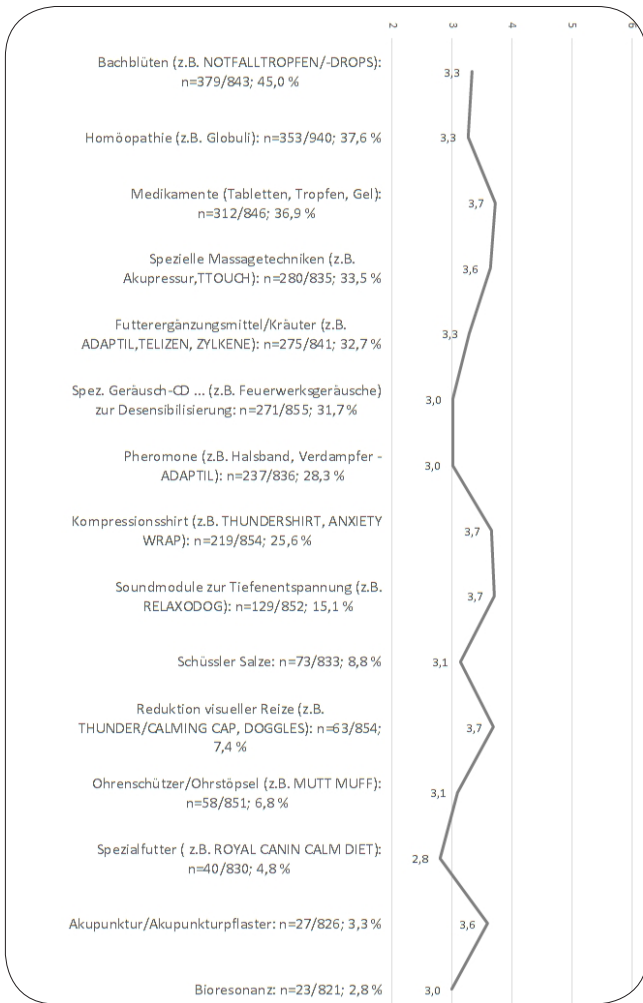 2 3 4 5 6
Bachblüten (z.B. NOTFALLTROPFEN/-DROPS):
n=379/843; 45,0 %
3,3
Homöopathie (z.B. Globuli): n=353/940; 37,6 %
3,3
Medikamente (Tabletten, Tropfen, Gel):
n=312/846; 36,9 %
3,7
Spezielle Massagetechniken (z.B.
Akupressur,TTOUCH): n=280/835; 33,5 %
3,6
Futterergänzungsmittel/Kräuter (z.B.
ADAPTIL,TELIZEN, ZYLKENE): n=275/841; 32,7 %
3,3
Spez. Geräusch-CD ... (z.B. Feuerwerksgeräusche)
zur Desensibilisierung: n=271/855; 31,7 %
3,0
Pheromone (z.B. Halsband, Verdampfer -
ADAPTIL): n=237/836; 28,3 %
3,0
Kompressionsshirt (z.B. THUNDERSHIRT, ANXIETY
WRAP): n=219/854; 25,6 %
3,7
Soundmodule zur Tiefenentspannung (z.B.
RELAXODOG): n=129/852; 15,1 %
3,7
Schüssler Salze: n=73/833; 8,8 %
3,1
Reduktion visueller Reize (z.B.
THUNDER/CALMING CAP, DOGGLES): n=63/854;
7,4 %
3,7
Ohrenschützer/Ohrstöpsel (z.B. MUTT MUFF):
n=58/851; 6,8 %
3,1
Spezialfutter ( z.B. ROYAL CANIN CALM DIET):
n=40/830; 4,8 %
2,8
Akupunktur/Akupunkturpflaster: n=27/826; 3,3 %
3,6
Bioresonanz: n=23/821; 2,8 %
3,0